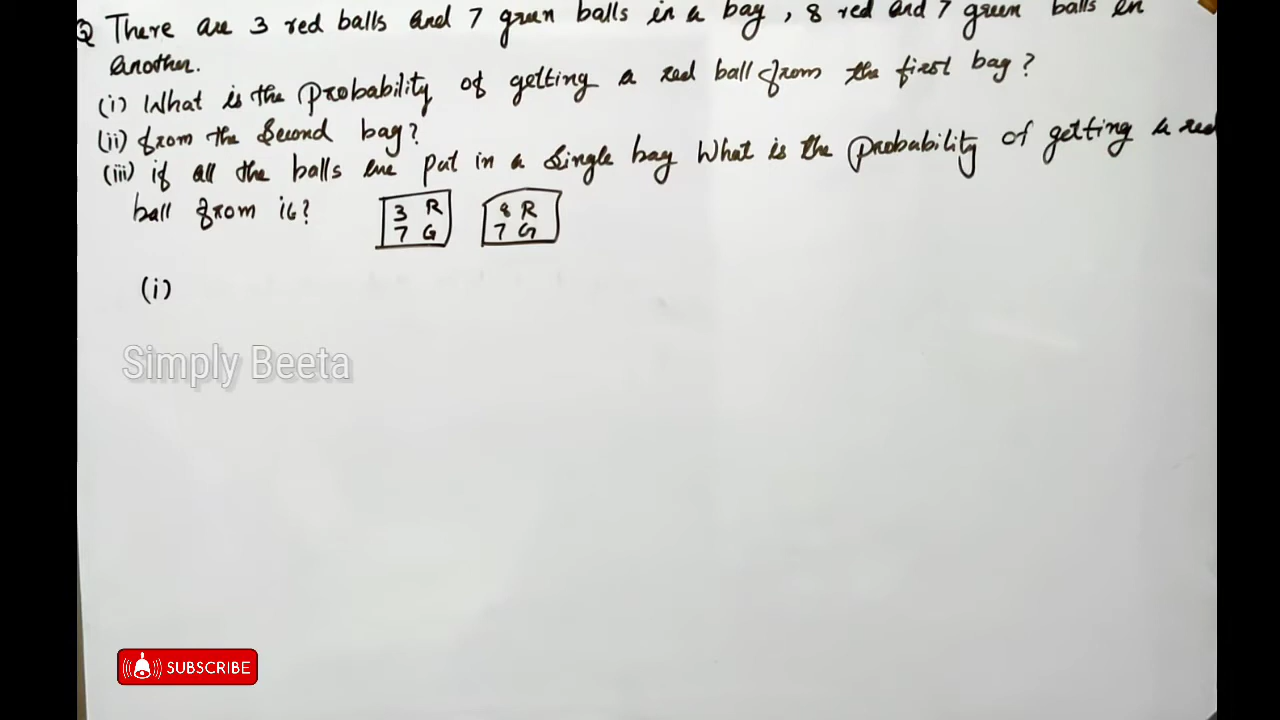 Q There are 3 red balls and 7 green balls in a bag, 8 red and 7 green balls in
another.
(i) What is the Probability of getting a red ball from the first bag?
(ii) from the Second bag?
(iii) if all the balls are put in a Single bag What is the Probability of getting a red
ball from it?
3 R
7 G
8 R
7 G
(i)
Simply Beeta
SUBSCRIBE